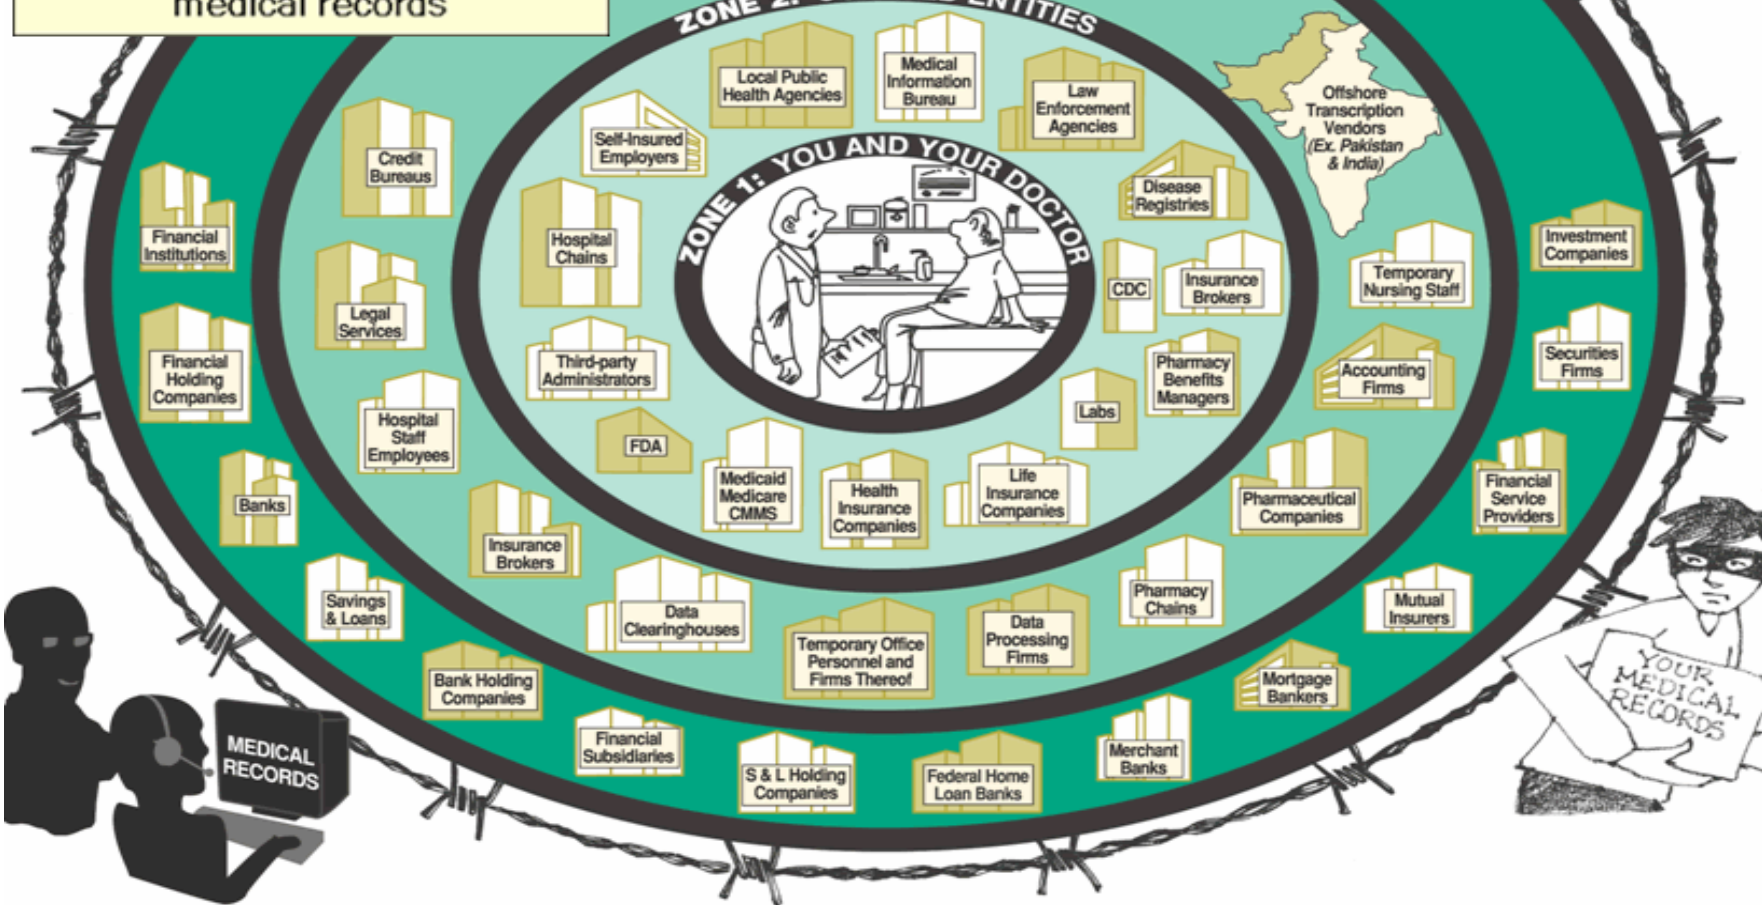 medical records
ZONE 2:
ENTITIES
Local Public
Health Agencies
Medical
Information
Bureau
Law
Enforcement
Agencies
Self-Insured
Employers
Offshore
Transcription
Vendors
(Ex. Pakistan
& India)
Credit
Bureaus
ZONE 1: YOU AND YOUR DOCTOR
Disease
Registries
Financial
Institutions
Hospital
Chains
CDC
Insurance
Brokers
Temporary
Nursing Staff
Investment
Companies
Legal
Services
Financial
Holding
Companies
Third-party
Administrators
Pharmacy
Benefits
Managers
Accounting
Firms
Securities
Firms
Hospital
Staff
Employees
FDA
Labs
Banks
Medicaid
Medicare
CMMS
Health
Insurance
Companies
Life
Insurance
Companies
Pharmaceutical
Companies
Financial
Service
Providers
Insurance
Brokers
Savings
& Loans
Data
Clearinghouses
Temporary Office
Personnel and
Firms Thereof
Data
Processing
Firms
Pharmacy
Chains
Mutual
Insurers
Bank Holding
Companies
Mortgage
Bankers
YOUR
MEDICAL
RECORDS
MEDICAL
RECORDS
Financial
Subsidiaries
S & L Holding
Companies
Federal Home
Loan Banks
Merchant
Banks